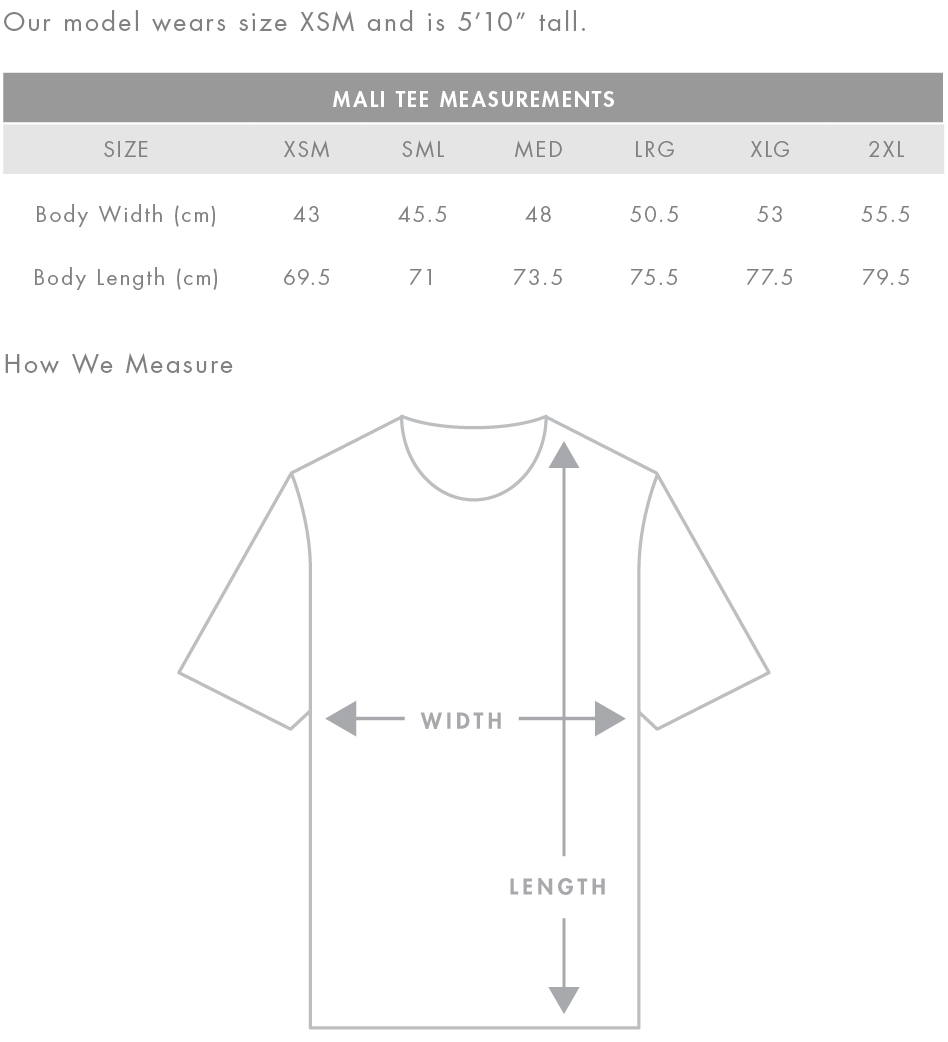 Our model wears size XSM and is 5’10” tall.
MALI TEE MEASUREMENTS
SIZE XSM SML MED LRG XLG 2XL
Body Width (cm) 43 45.5 48 50.5 53 55.5
Body Length (cm) 69.5 71 73.5 75.5 77.5 79.5
How We Measure
WIDTH
LENGTH